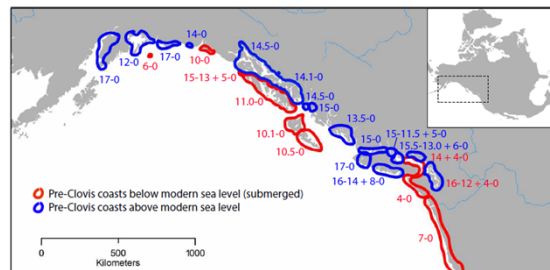 14-0
12-0
17-0
6-0
10-0
17-0
14.5-0
15-13 + 5-0
14.1-0
11.0-0
14.5-0
15-0
10.1-0
13.5-0
10.5-0
15-0
15-11.5 + 5-0
15.5-13.0 + 6-0
14 + 4-0
17-0
16-14 + 8-0
16-12 + 4-0
4-0
7-0
Pre-Clovis coasts below modern sea level (submerged)
Pre-Clovis coasts above modern sea level
0 500 1000
Kilometers